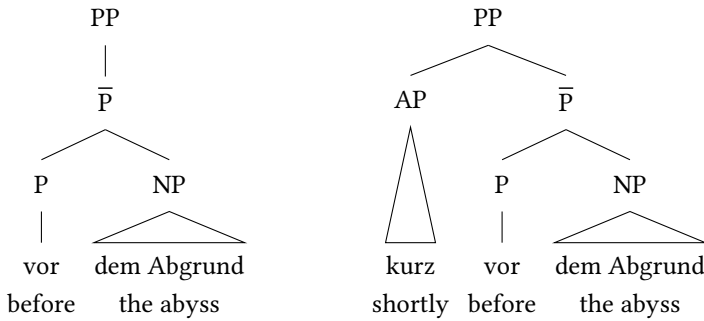 PP PP
P̅ AP P̅
P NP P NP
vor dem Abgrund kurz vor dem Abgrund
before the abyss shortly before the abyss